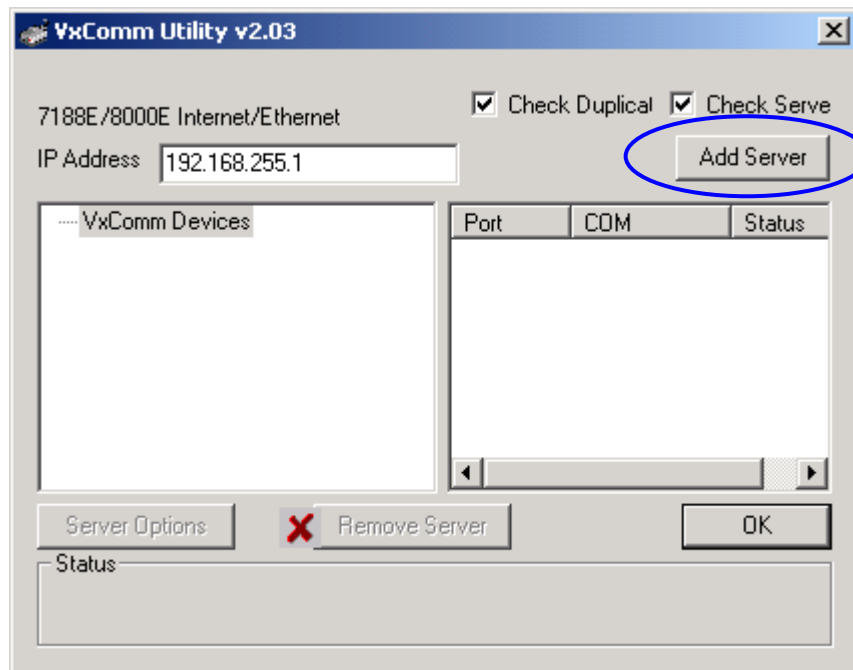 VxComm Utility v2.03
Check Duplical
Check Serve
7188E/8000E Internet/Ethernet
IP Address
192.168.255.1
Add Server
VxComm Devices
Port COM Status
Server Options
Remove Server
OK
Status